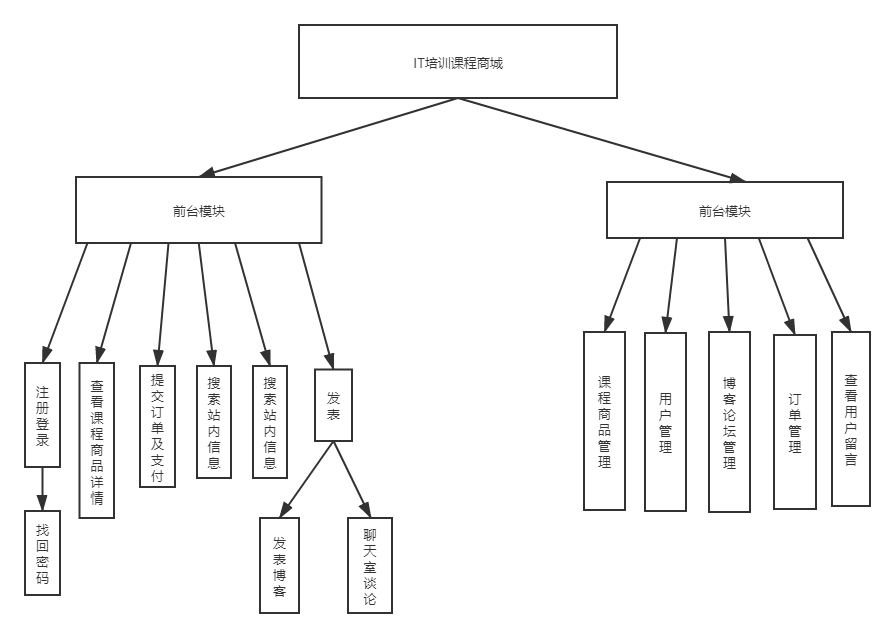 IT培训课程商城
前台模块
前台模块
注册登录
查看课程商品详情
提交订单及支付
搜索站内信息
搜索站内信息
发表
课程商品管理
用户管理
博客论坛管理
订单管理
查看用户留言
找回密码
发表博客
聊天室谈论